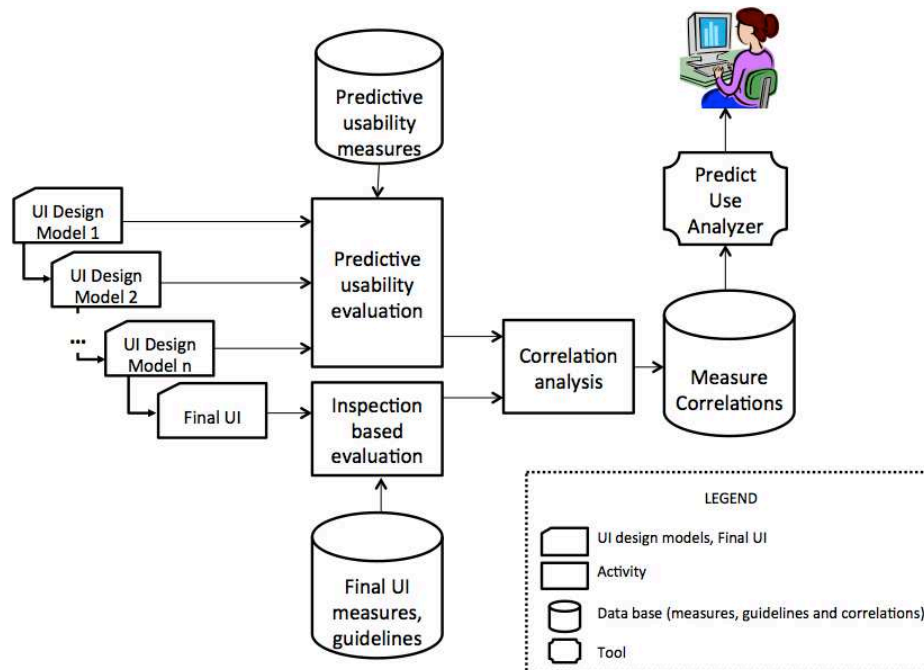 Predictive
usability
measures
UI Design
Model 1
UI Design
Model 2
...
UI Design
Model n
Final UI
Predictive
usability
evaluation
Inspection
based
evaluation
Final UI
measures,
guidelines
Correlation
analysis
Measure
Correlations
Predict
Use
Analyzer
LEGEND
UI design models, Final UI
Activity
Data base (measures, guidelines and correlations)
Tool